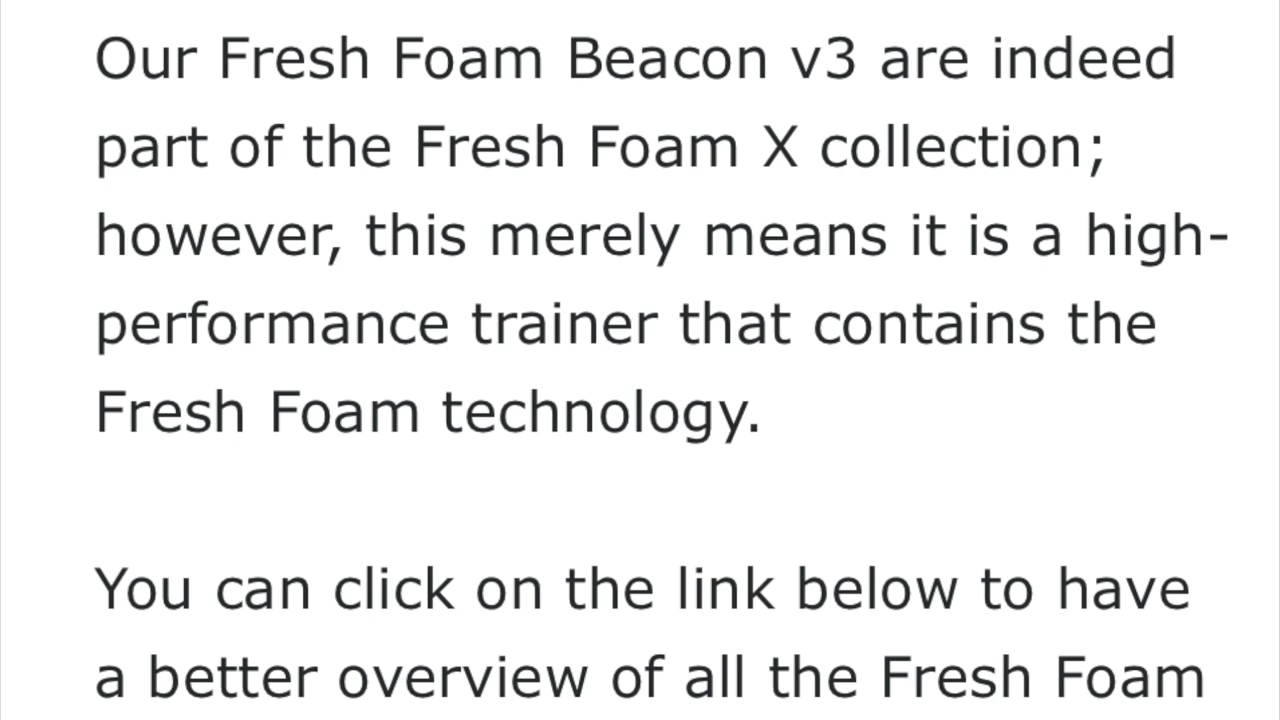 Our Fresh Foam Beacon v3 are indeed
part of the Fresh Foam X collection;
however, this merely means it is a high-
performance trainer that contains the
Fresh Foam technology.
You can click on the link below to have
a better overview of all the Fresh Foam